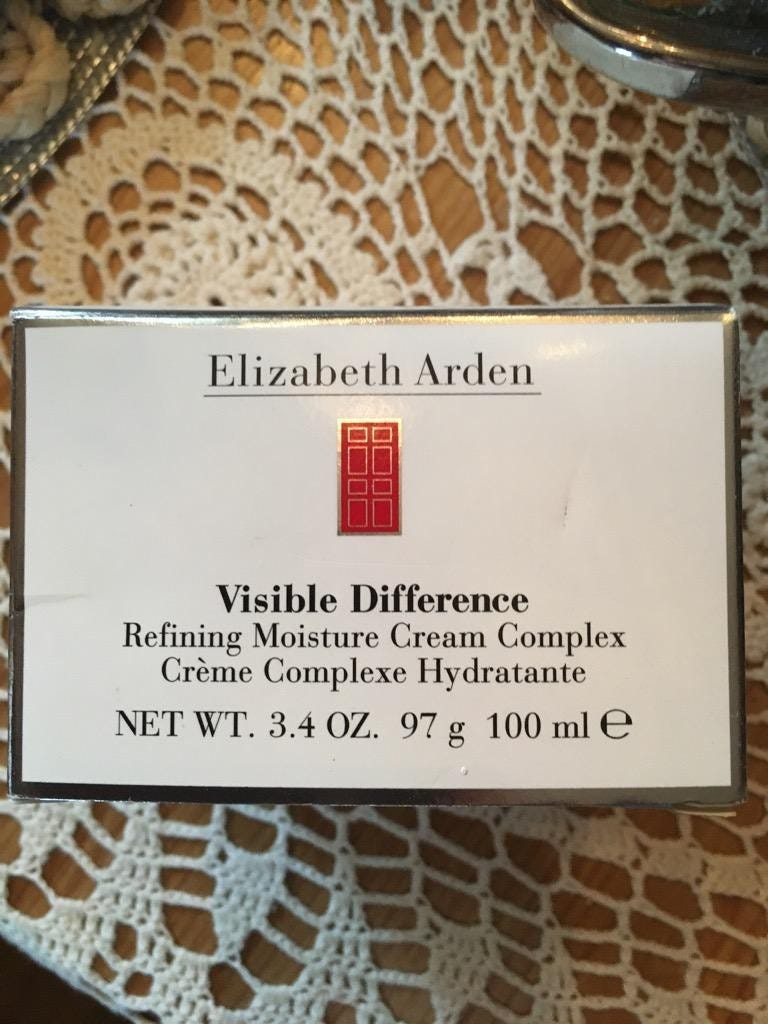 Elizabeth Arden
Visible Difference
Refining Moisture Cream Complex
Crème Complexe Hydratante
NET WT. 3.4 OZ. 97 g 100 ml ℮